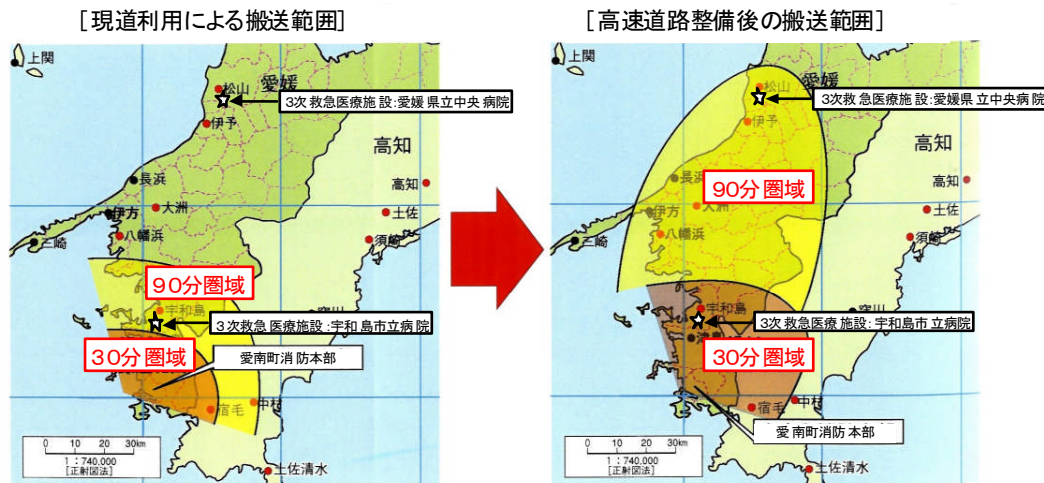 ［現道利用による搬送範囲］
上関
愛媛
松山
3次救急医療施設:愛媛県立中央病院
伊予
高知
長浜
高知
大洲
伊方
土佐
八幡浜
三崎
須崎
90分圏域
宇和島
窪川
3次救急医療施設:宇和島市立病院
30分圏域
愛南町消防本部
中村
宿毛
0 10 20 30km
1：740,000
[正射図法]
土佐清水
［高速道路整備後の搬送範囲］
上関
愛媛
松山
3次救急医療施設:愛媛県立中央病院
伊予
高知
長浜
90分圏域
高知
大洲
伊方
土佐
八幡浜
三崎
須崎
宇和島
窪川
3次救急医療施設:宇和島市立病院
30分圏域
中村
宿毛
愛南町消防本部
0 10 20 30km
1：740,000
[正射図法]
土佐清水